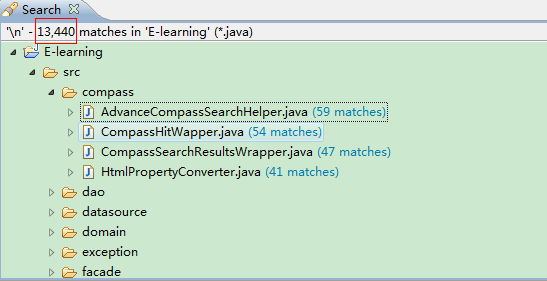 Search
'\n' - 13,440 matches in 'E-learning' (*.java)
E-learning
src
compass
AdvanceCompassSearchHelper.java (59 matches)
CompassHitWapper.java (54 matches)
CompassSearchResultsWrapper.java (47 matches)
HtmlPropertyConverter.java (41 matches)
dao
datasource
domain
exception
facade